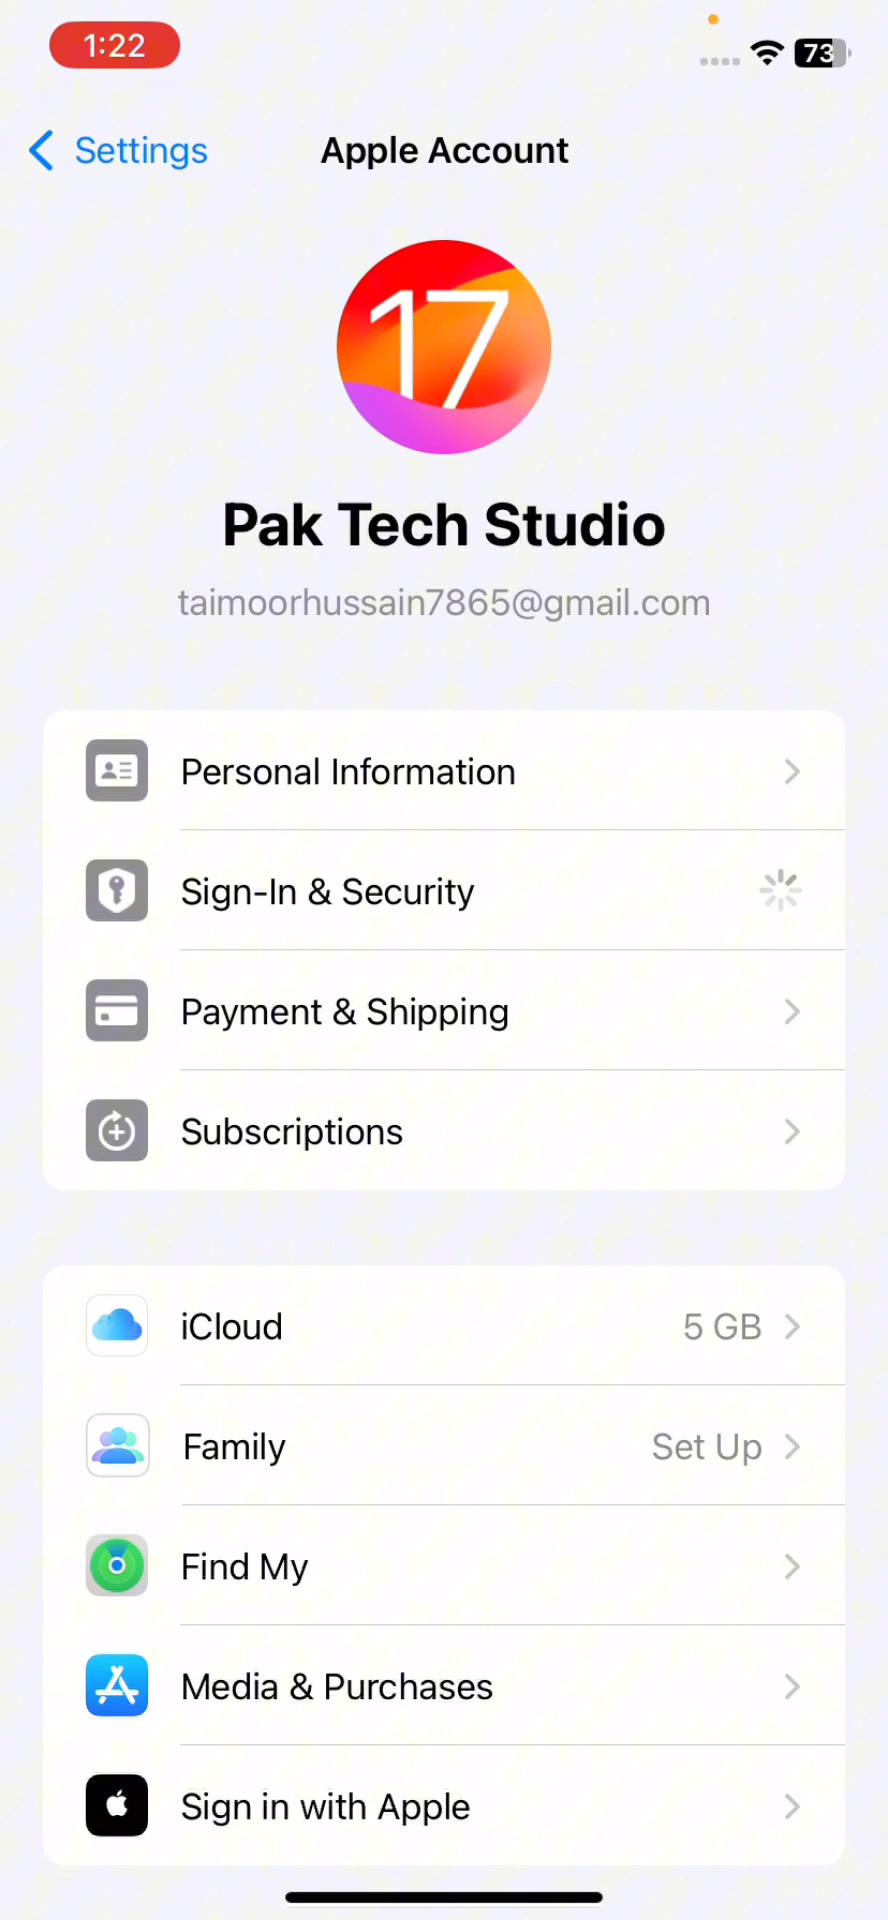 1:22
73
Settings
Apple Account
17
Pak Tech Studio
taimoorhussain7865@gmail.com
Personal Information
Sign-In & Security
Payment & Shipping
Subscriptions
iCloud 5 GB
Family Set Up
Find My
Media & Purchases
Sign in with Apple